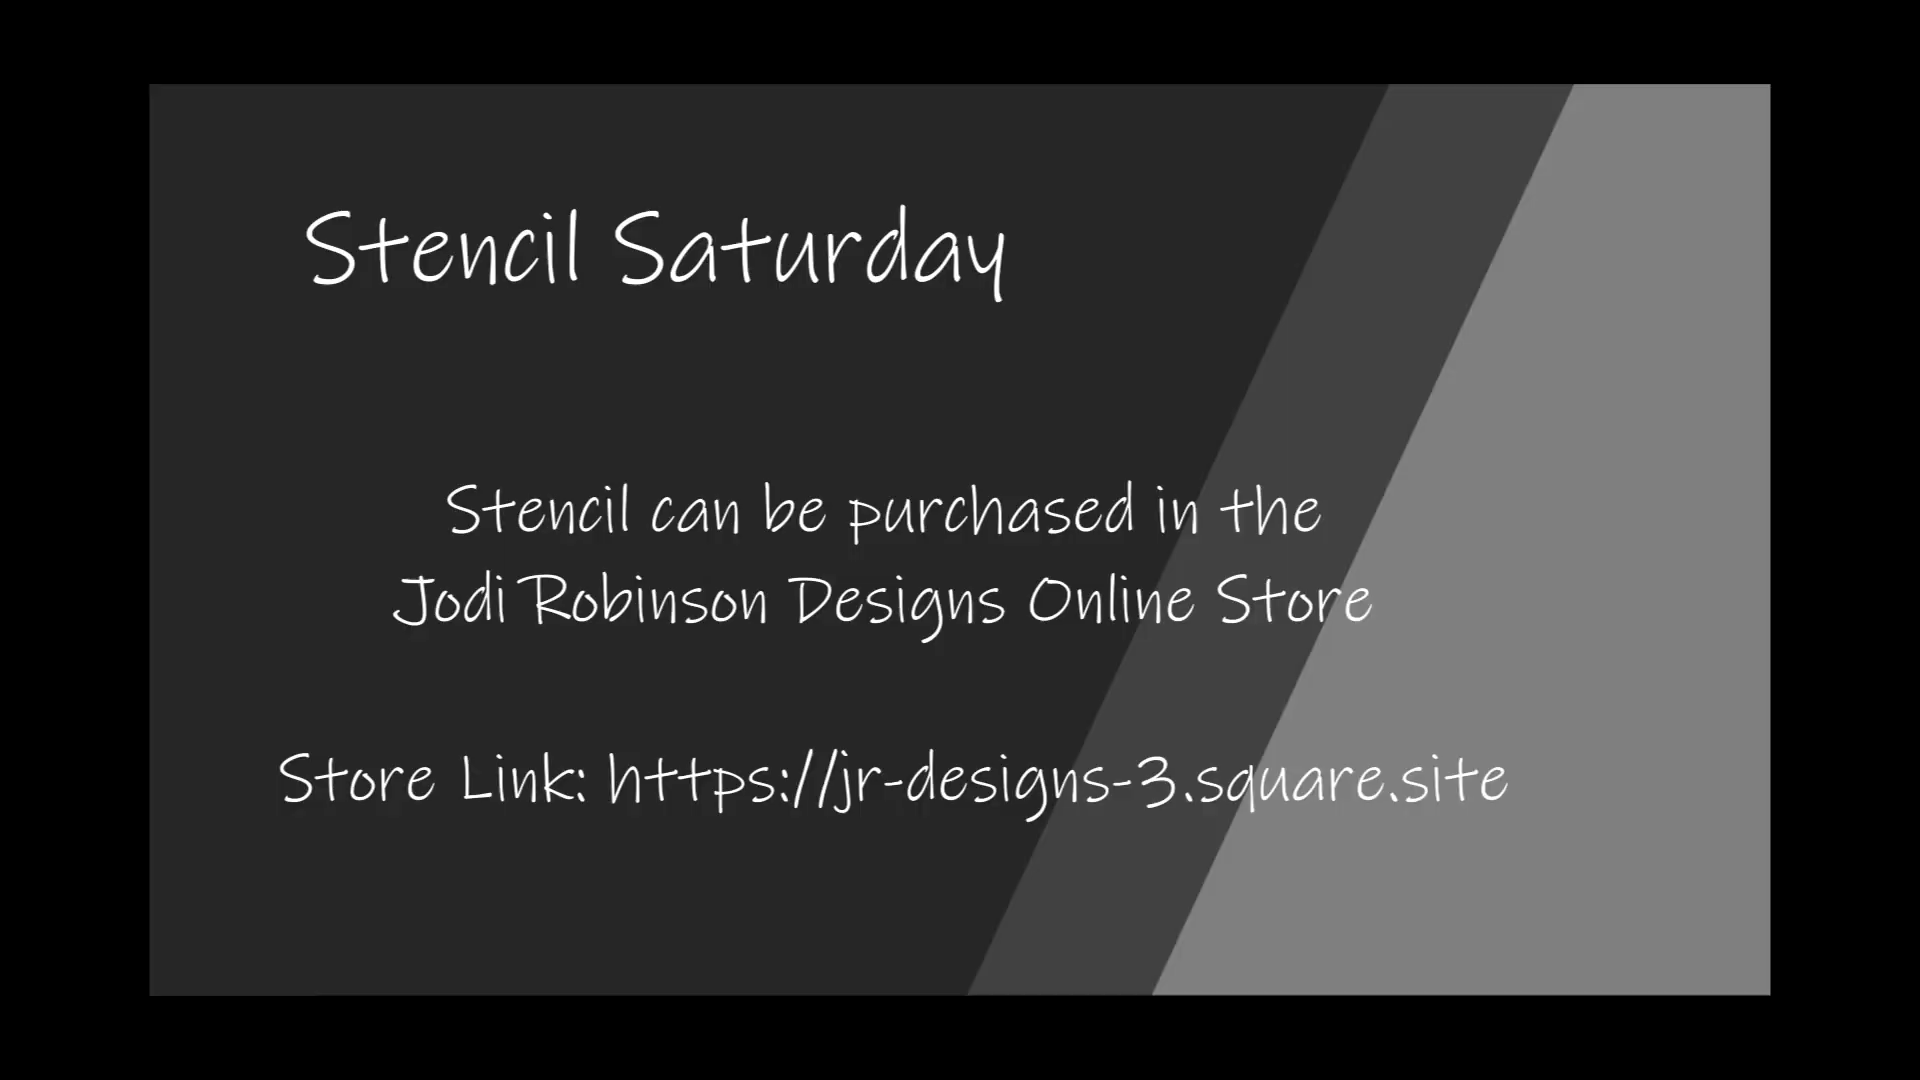 Stencil Saturday
Stencil can be purchased in the
Jodi Robinson Designs Online Store
Store Link: https://jr-designs-3.square.site